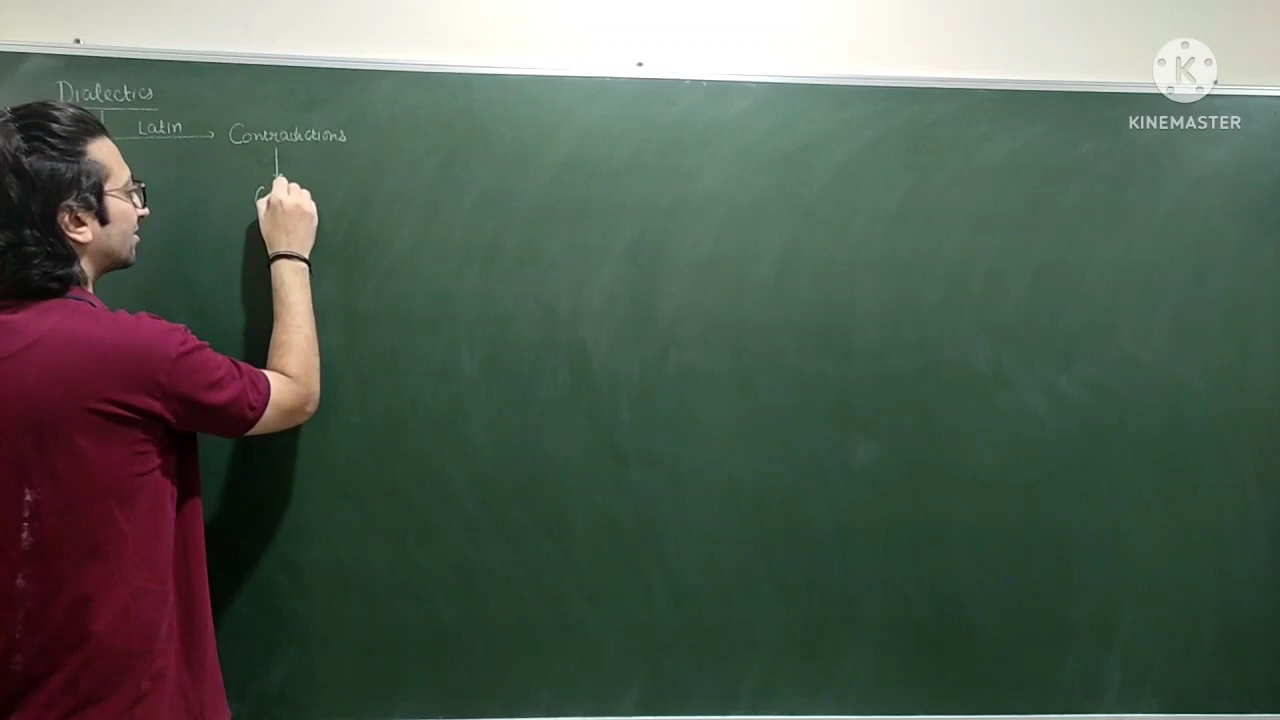 Dialectics
Latin
Contradictions
C
K
KINEMASTER